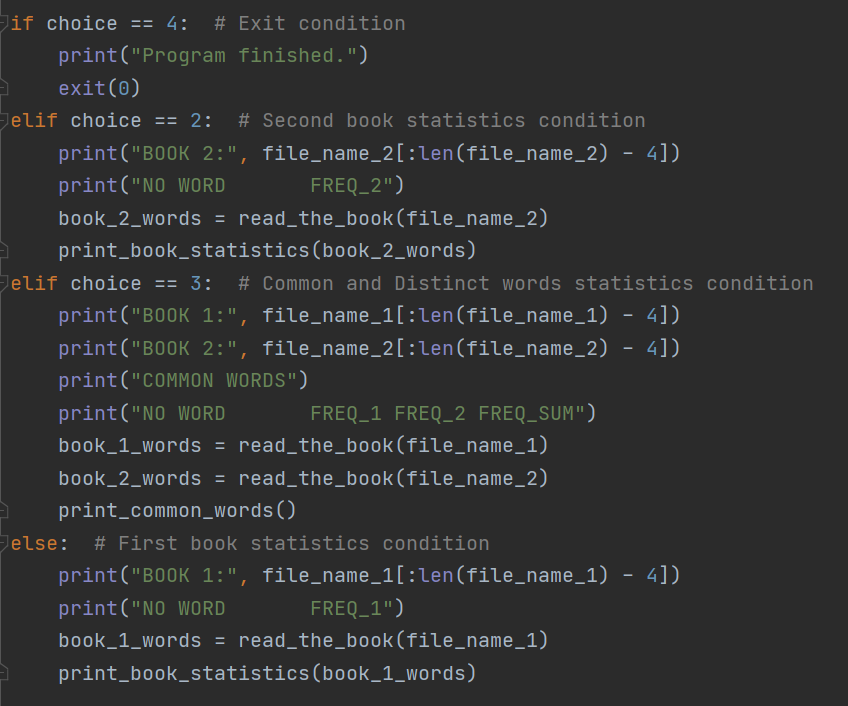 if choice == 4:  # Exit condition
    print("Program finished.")
    exit(0)
elif choice == 2:  # Second book statistics condition
    print("BOOK 2:", file_name_2[:len(file_name_2) - 4])
    print("NO WORD       FREQ_2")
    book_2_words = read_the_book(file_name_2)
    print_book_statistics(book_2_words)
elif choice == 3:  # Common and Distinct words statistics condition
    print("BOOK 1:", file_name_1[:len(file_name_1) - 4])
    print("BOOK 2:", file_name_2[:len(file_name_2) - 4])
    print("COMMON WORDS")
    print("NO WORD       FREQ_1 FREQ_2 FREQ_SUM")
    book_1_words = read_the_book(file_name_1)
    book_2_words = read_the_book(file_name_2)
    print_common_words()
else:  # First book statistics condition
    print("BOOK 1:", file_name_1[:len(file_name_1) - 4])
    print("NO WORD       FREQ_1")
    book_1_words = read_the_book(file_name_1)
    print_book_statistics(book_1_words)